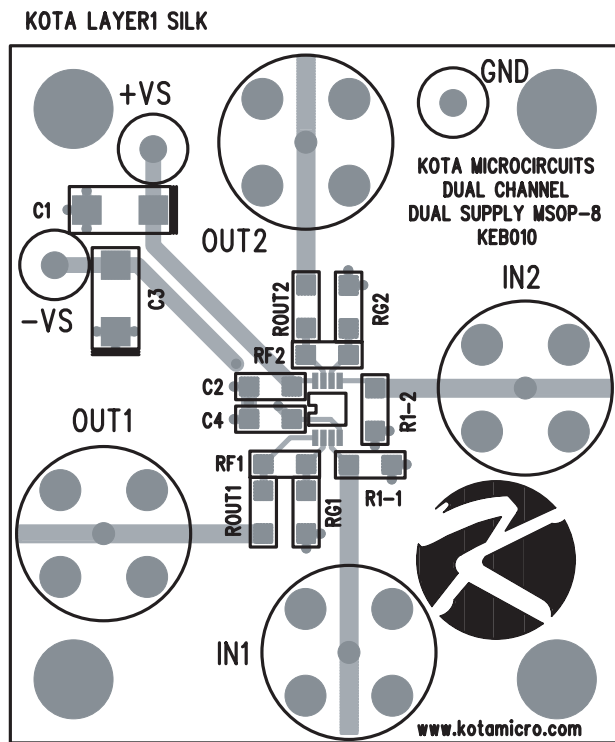 KOTA LAYER1 SILK
+VS
GND
KOTA MICROCIRCUITS
DUAL CHANNEL
DUAL SUPPLY MSOP-8
KEB010
C1
OUT2
IN2
-VS
C3
ROUT2
RG2
RF2
C2
C4
R1-2
OUT1
RF1
R1-1
ROUT1
RG1
IN1
www.kotamicro.com